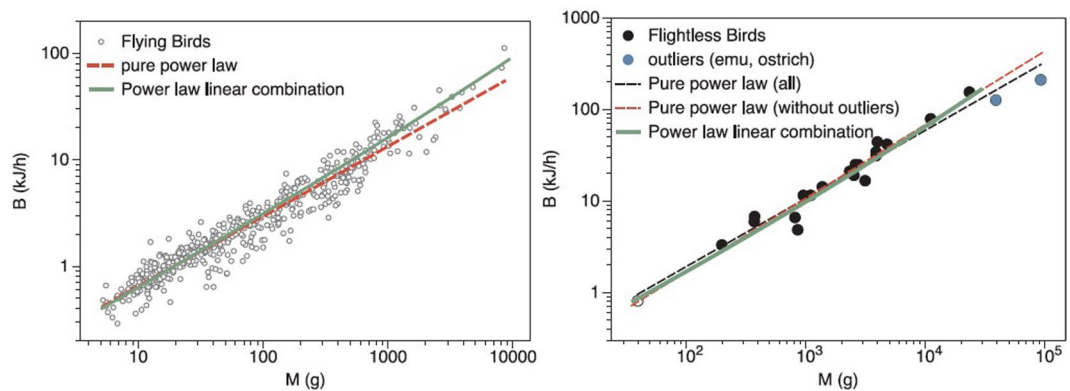 Flying Birds
pure power law
Power law linear combination
B (kJ/h)
100
10
1
10
100
1000
10000
M (g)
Flightless Birds
outliers (emu, ostrich)
Pure power law (all)
Pure power law (without outliers)
Power law linear combination
B (kJ/h)
1000
100
10
1
10²
10³
10⁴
10⁵
M (g)